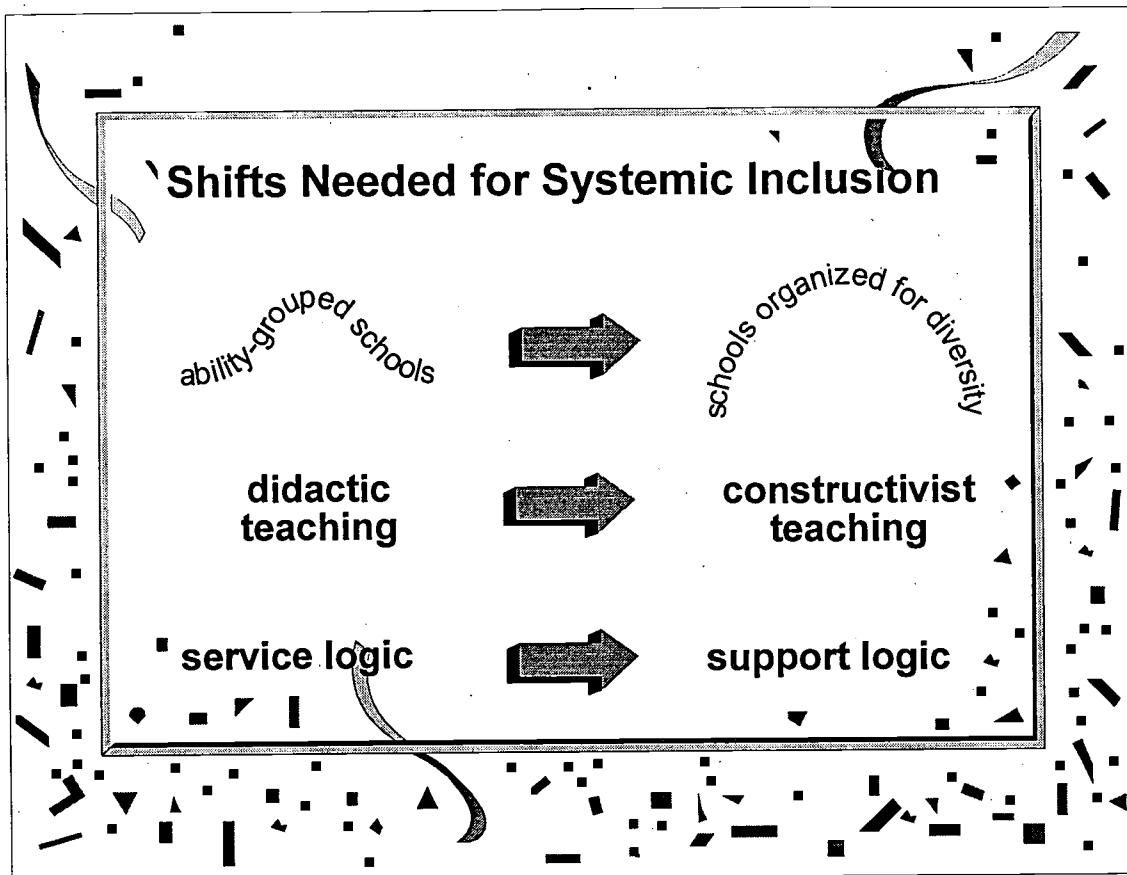 Shifts Needed for Systemic Inclusion
ability-grouped schools
schools organized for diversity
didactic
teaching
constructivist
teaching
service logic
support logic